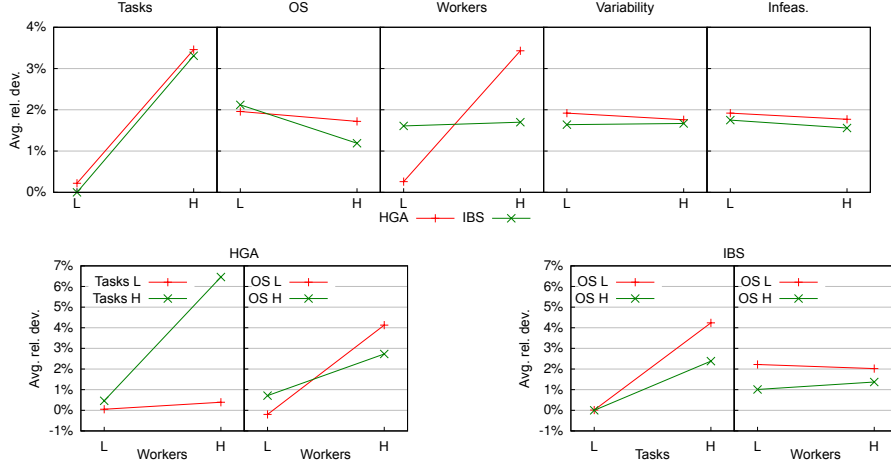 Tasks OS Workers Variability Infeas.
4%
3%
2%
1%
0%
Avg. rel. dev.
L H L H L H L H L H
HGA IBS
HGA
7%
6%
5%
4%
3%
2%
1%
0%
-1%
Avg. rel. dev.
Tasks L
Tasks H
OS L
OS H
L H L H
Workers Workers
IBS
7%
6%
5%
4%
3%
2%
1%
0%
-1%
Avg. rel. dev.
OS L
OS H
OS L
OS H
L H L H
Tasks Workers